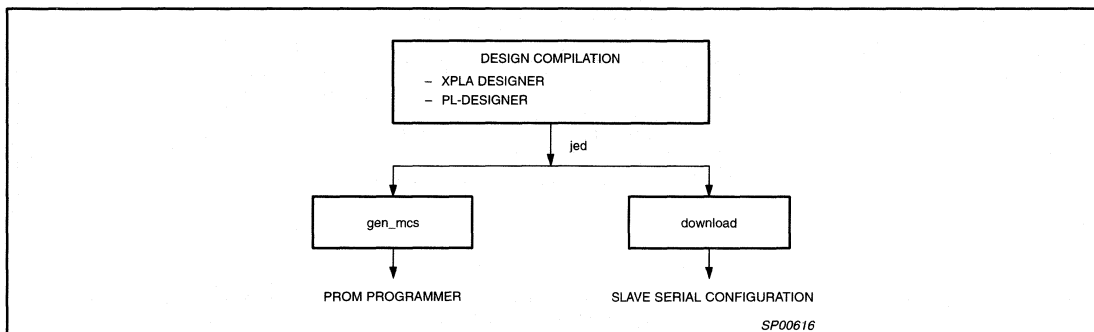 DESIGN COMPILATION
– XPLA DESIGNER
– PL-DESIGNER
jed
gen_mcs
download
PROM PROGRAMMER
SLAVE SERIAL CONFIGURATION
SP00616